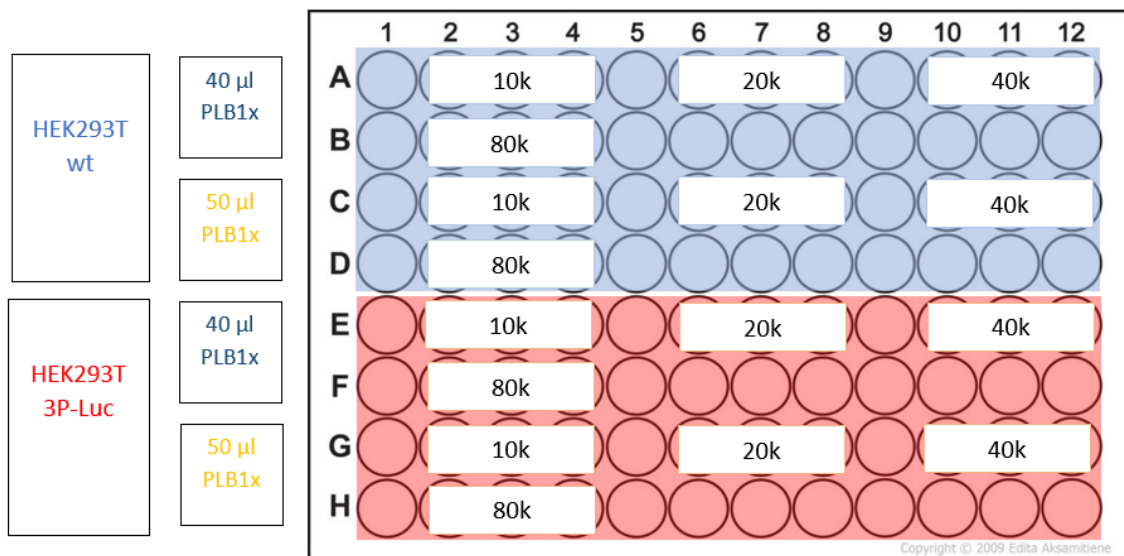 1 2 3 4 5 6 7 8 9 10 11 12
HEK293T
wt
40 µl
PLB1x
50 µl
PLB1x
A 10k 20k 40k
B 80k
C 10k 20k 40k
D 80k
HEK293T
3P-Luc
40 µl
PLB1x
50 µl
PLB1x
E 10k 20k 40k
F 80k
G 10k 20k 40k
H 80k
Copyright © 2009 Edita Aksamitiene